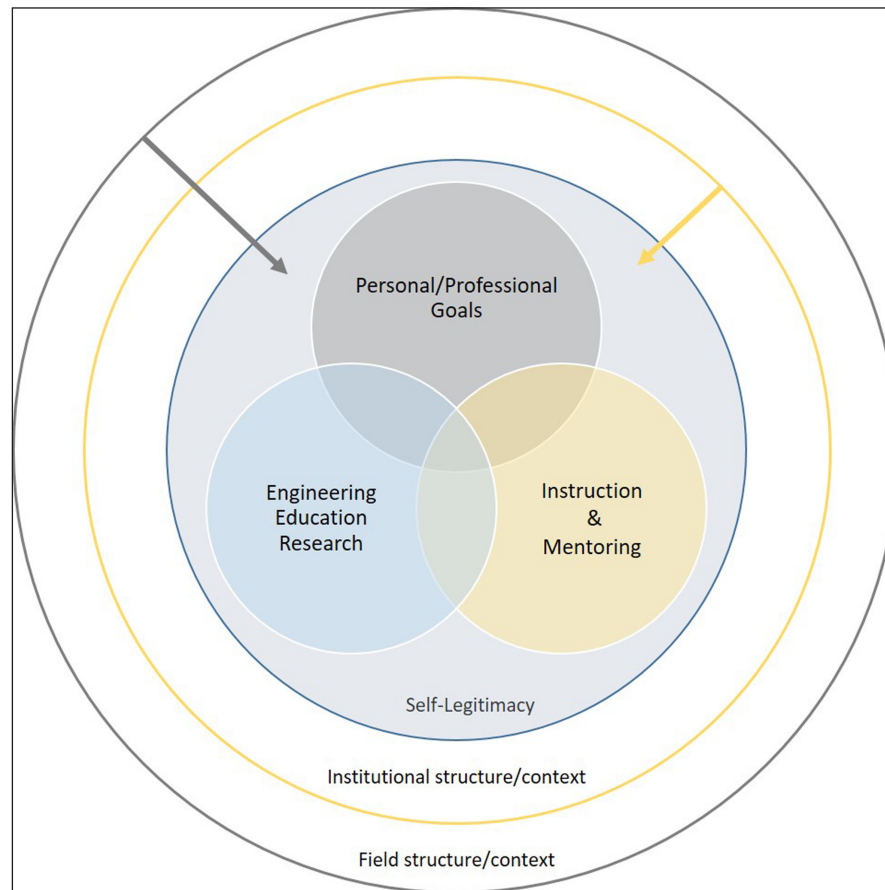 Personal/Professional
Goals
Engineering
Education
Research
Instruction
&
Mentoring
Self-Legitimacy
Institutional structure/context
Field structure/context